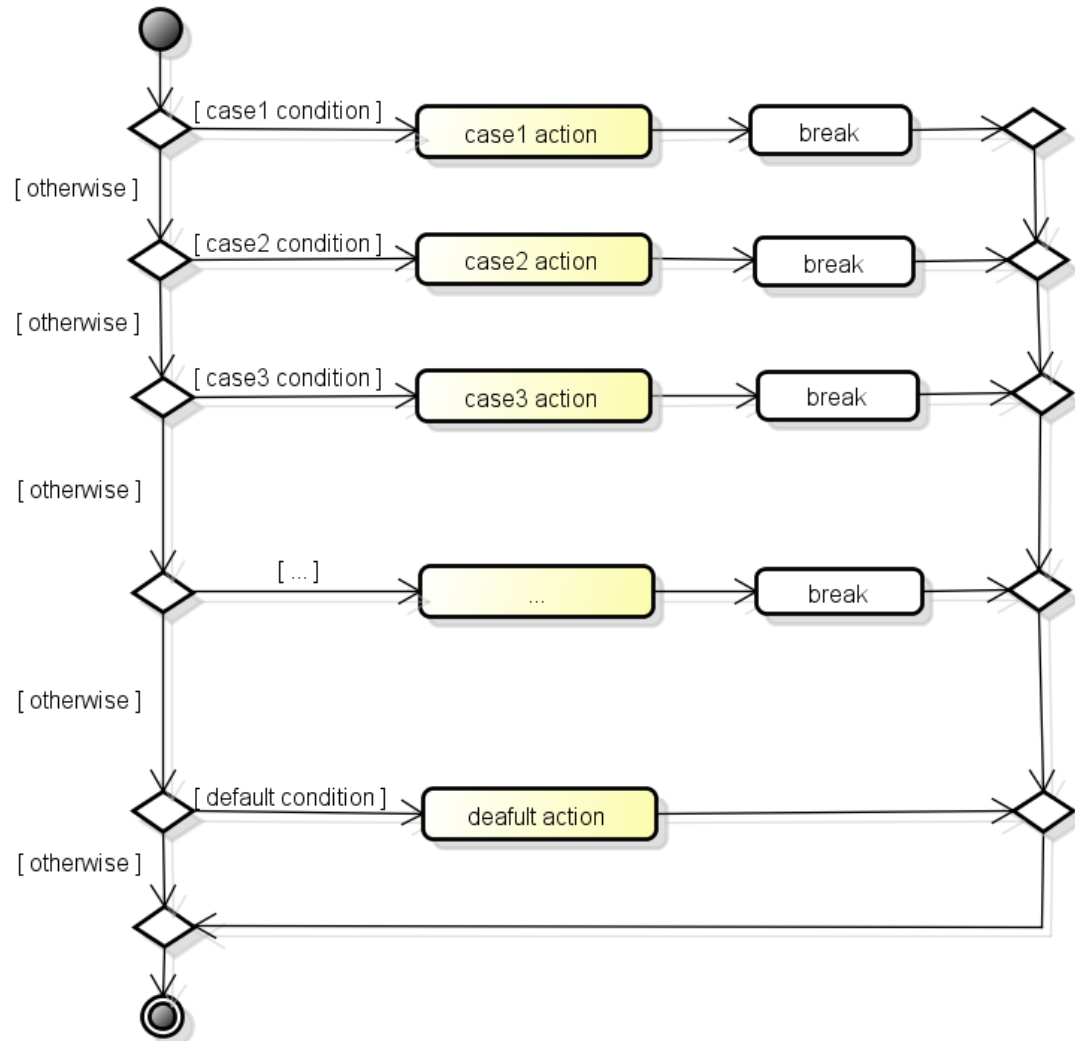 [ case1 condition ]
case1 action
break
[ otherwise ]
[ case2 condition ]
case2 action
break
[ otherwise ]
[ case3 condition ]
case3 action
break
[ otherwise ]
[ ... ]
...
break
[ otherwise ]
[ default condition ]
deafult action
[ otherwise ]